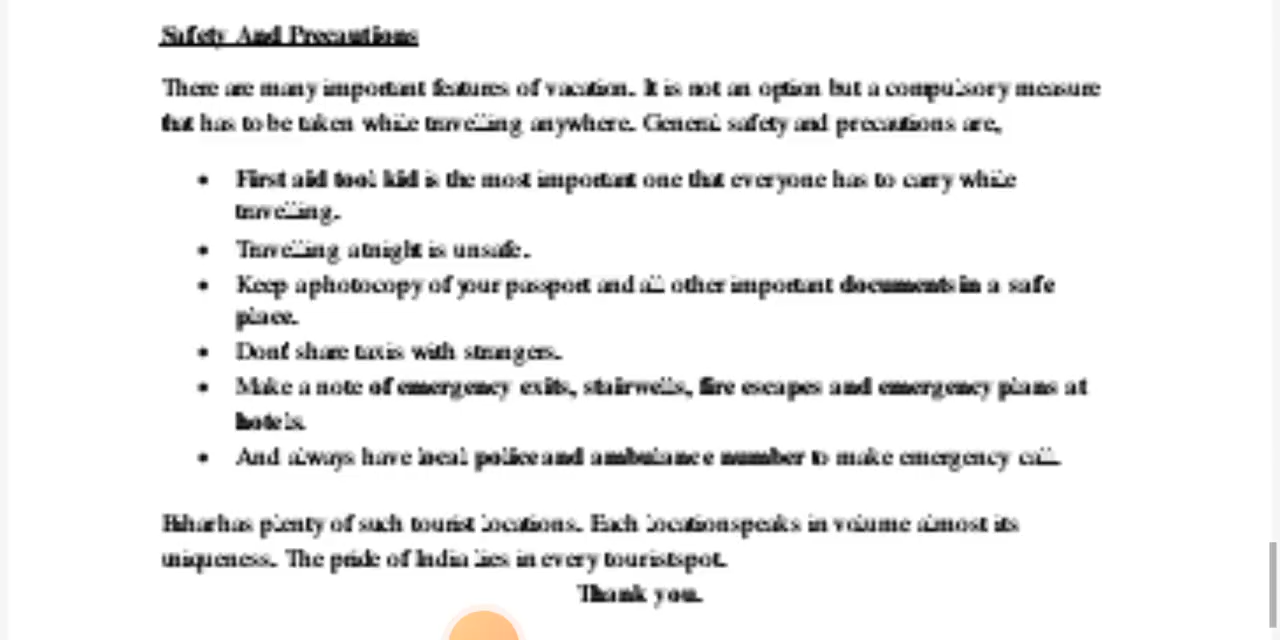 Safety And Precautions
There are many important features of vacation. It is not an option but a compulsory measure
that has to be taken while travelling anywhere. General safety and precautions are,
• First aid tool kid is the most important one that everyone has to carry while
travelling.
• Travelling atnight is unsafe.
• Keep aphotocopy of your passport and all other important documents in a safe
place.
• Dont' share taxis with strangers.
• Make a note of emergency exits, stairwells, fire escapes and emergency plans at
hotels.
• And always have local police and ambulance number to make emergency call.
Biharhas plenty of such tourist locations. Each locationspeaks in volume almost its
uniqueness. The pride of India lies in every touristspot.
Thank you.